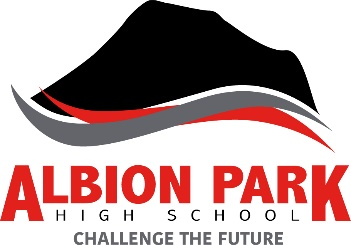 ALBION PARK
HIGH SCHOOL
CHALLENGE THE FUTURE